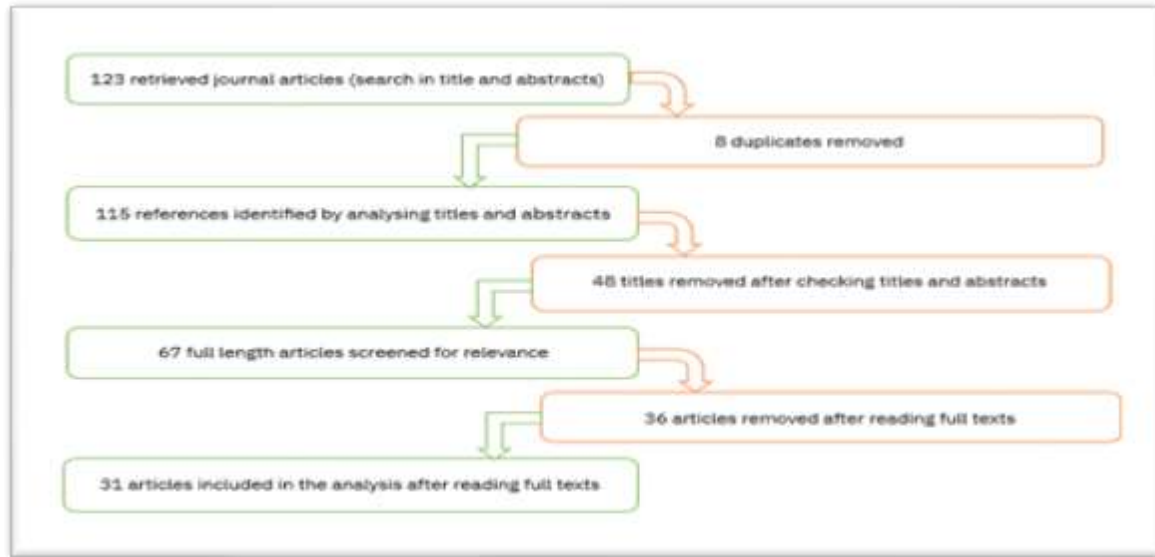 123 retrieved journal articles (search in title and abstracts)
8 duplicates removed
115 references identified by analysing titles and abstracts
48 titles removed after checking titles and abstracts
67 full length articles screened for relevance
36 articles removed after reading full texts
31 articles included in the analysis after reading full texts